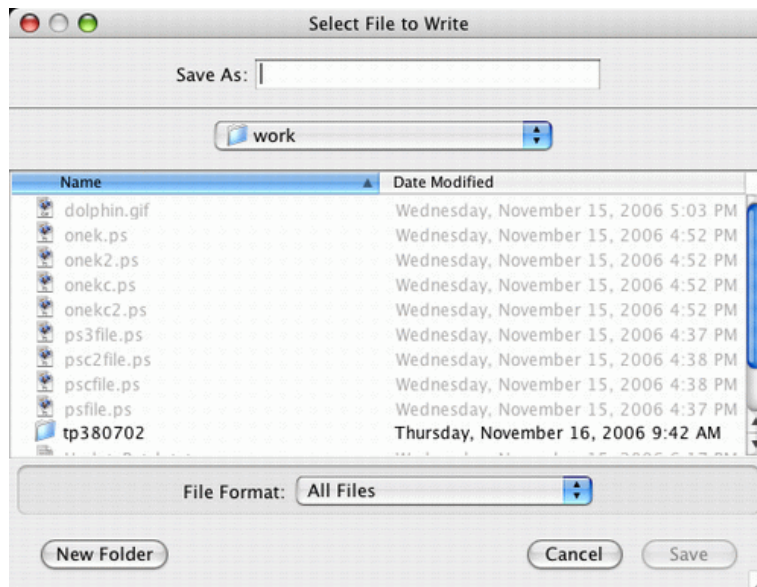 Select File to Write
Save As:
work
Name Date Modified
dolphin.gif Wednesday, November 15, 2006 5:03 PM
onek.ps Wednesday, November 15, 2006 4:52 PM
onek2.ps Wednesday, November 15, 2006 4:52 PM
onekc.ps Wednesday, November 15, 2006 4:52 PM
onekc2.ps Wednesday, November 15, 2006 4:52 PM
ps3file.ps Wednesday, November 15, 2006 4:37 PM
psc2file.ps Wednesday, November 15, 2006 4:38 PM
pscfile.ps Wednesday, November 15, 2006 4:38 PM
psfile.ps Wednesday, November 15, 2006 4:37 PM
tp380702 Thursday, November 16, 2006 9:42 AM
File Format: All Files
New Folder Cancel Save